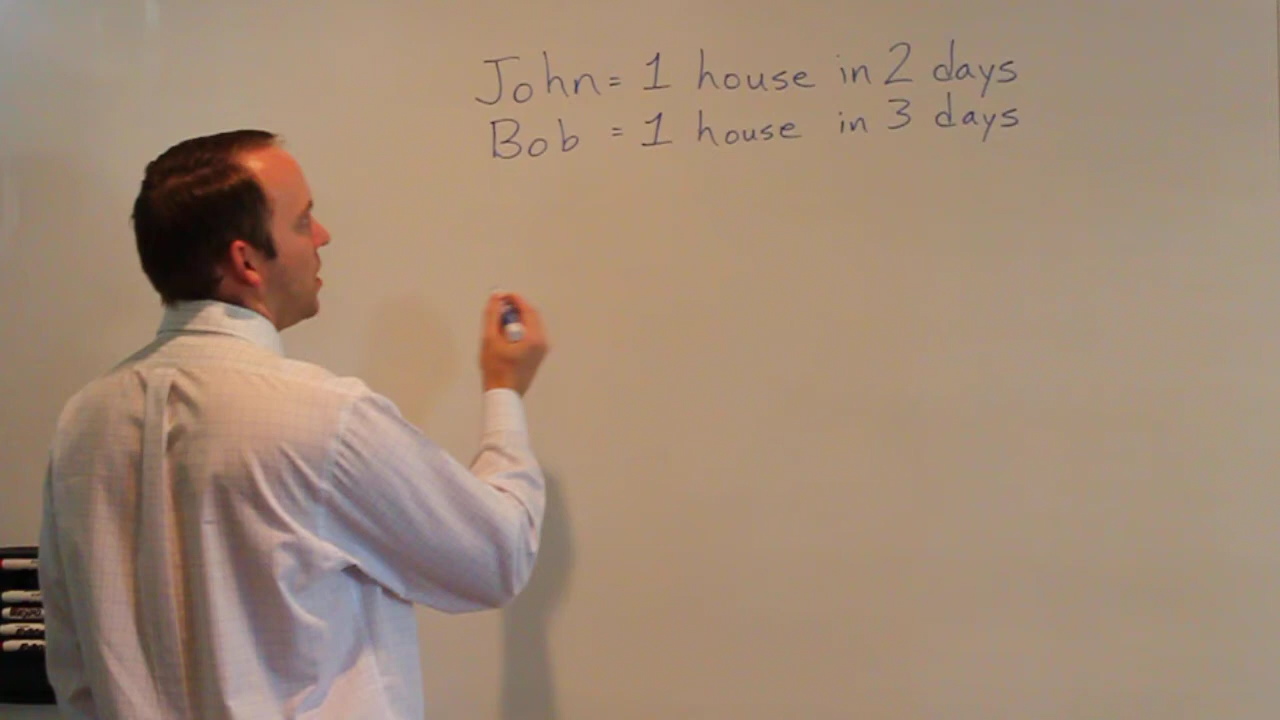 John = 1 house in 2 days
Bob = 1 house in 3 days